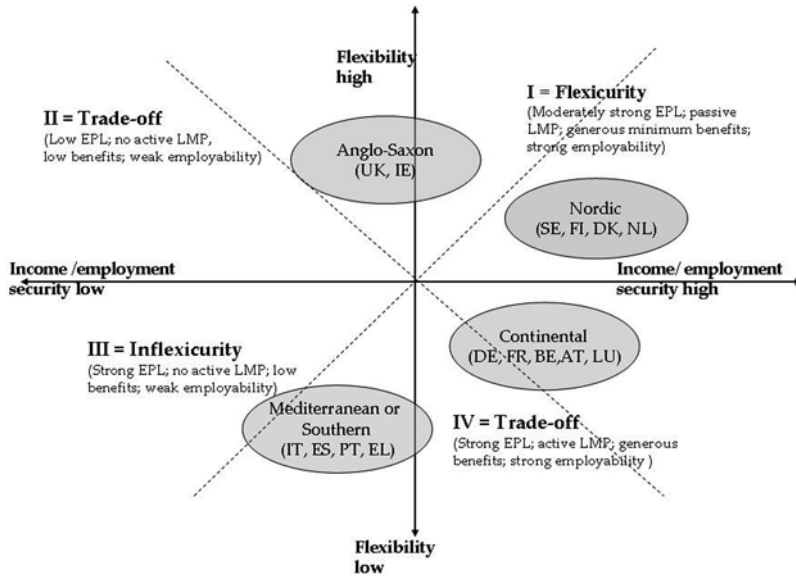 Flexibility
high
II = Trade-off
(Low EPL; no active LMP,
low benefits; weak employability)
I = Flexicurity
(Moderately strong EPL; passive
LMP; generous minimum benefits;
strong employability)
Anglo-Saxon
(UK, IE)
Nordic
(SE, FI, DK, NL)
Income /employment
security low
Income/ employment
security high
Continental
(DE, FR, BE,AT, LU)
III = Inflexicurity
(Strong EPL; no active LMP; low
benefits; weak employability)
Mediterranean or
Southern
(IT, ES, PT, EL)
IV = Trade-off
(Strong EPL; active LMP; generous
benefits; strong employability )
Flexibility
low